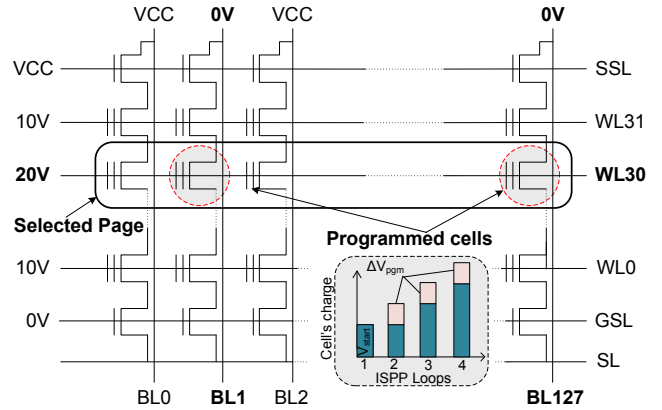 VCC 0V VCC 0V
VCC SSL
10V WL31
20V WL30
Selected Page Programmed cells
10V WL0
0V GSL
SL
ΔVpgm
Cell's charge
Vstart
1 2 3 4
ISPP Loops
BL0 BL1 BL2 BL127